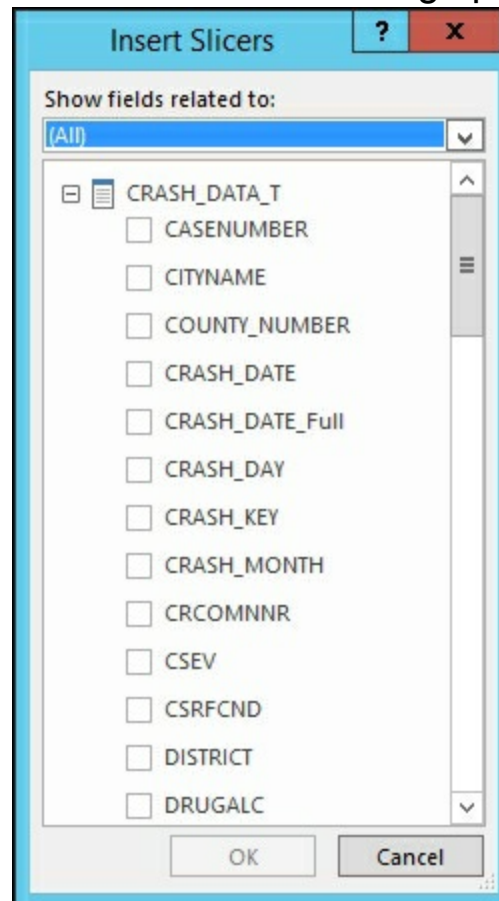 Insert Slicers ? x
Show fields related to:
(All)
CRASH_DATA_T
CASENUMBER
CITYNAME
COUNTY_NUMBER
CRASH_DATE
CRASH_DATE_Full
CRASH_DAY
CRASH_KEY
CRASH_MONTH
CRCOMNNR
CSEV
CSRFCND
DISTRICT
DRUGALC
OK Cancel